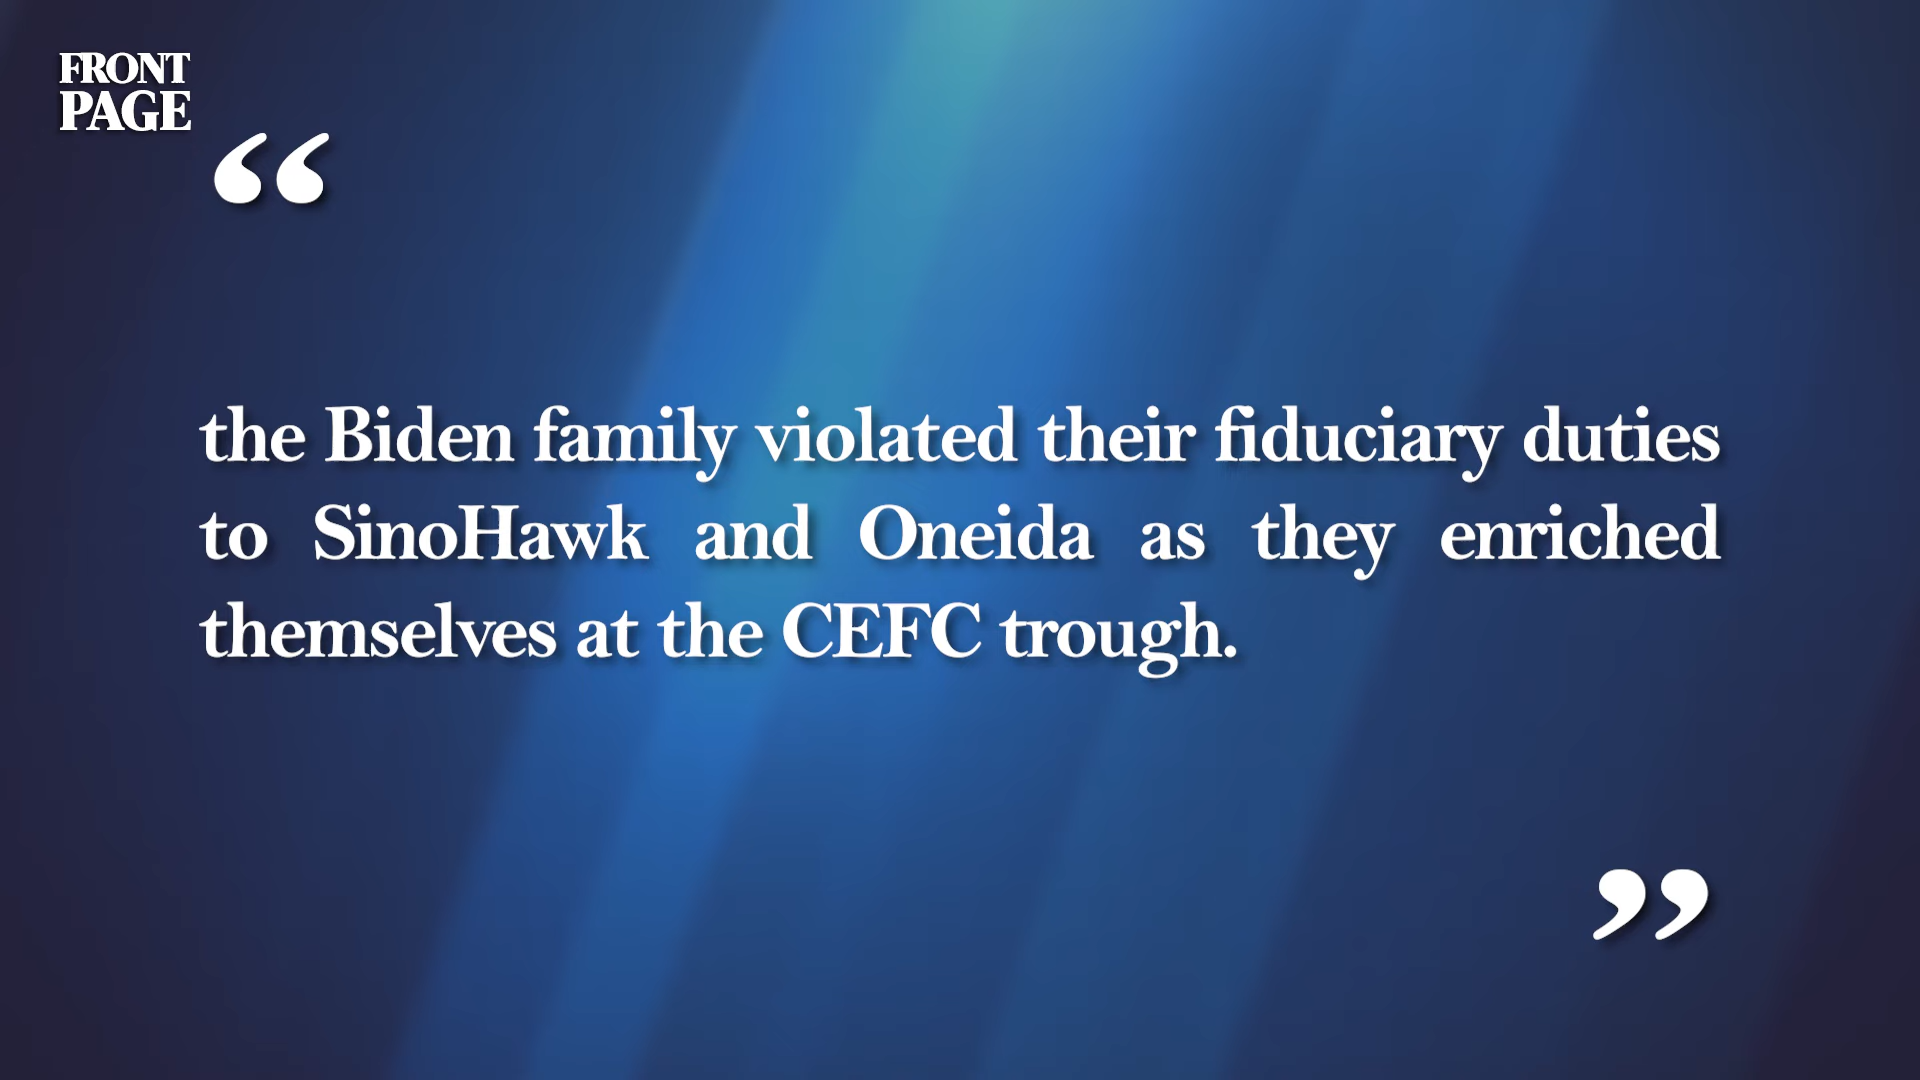 FRONT
PAGE
“
the Biden family violated their fiduciary duties
to SinoHawk and Oneida as they enriched
themselves at the CEFC trough.
”